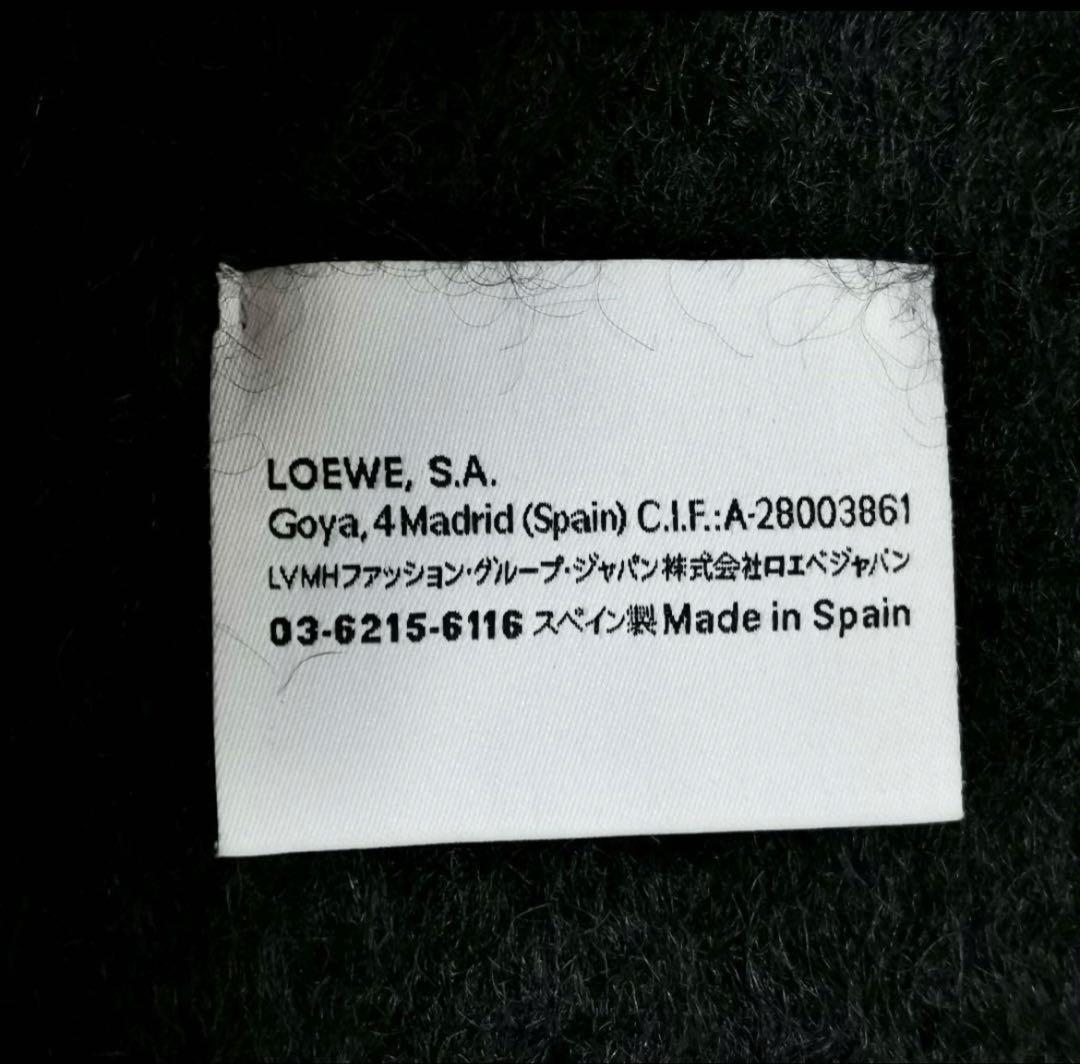 LOEWE, S.A.
Goya, 4 Madrid (Spain) C.I.F.:A-28003861
LVMHファッション・グループ・ジャパン株式会社ロエベジャパン
03-6215-6116 スペイン製 Made in Spain